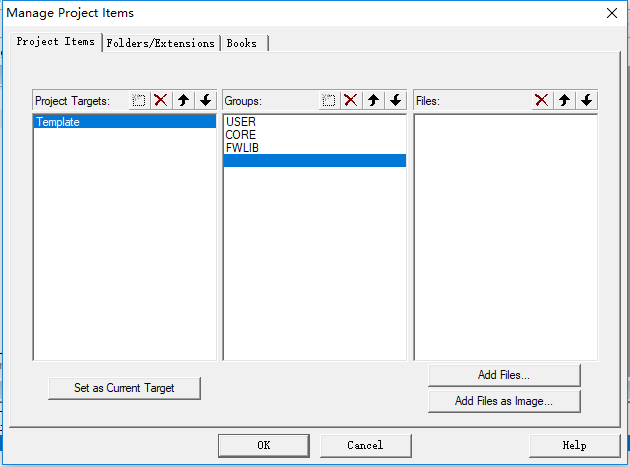 Manage Project Items
Project Items Folders/Extensions Books
Project Targets: Groups: Files:
Template
USER
CORE
FWLIB
Set as Current Target
Add Files...
Add Files as Image...
OK Cancel Help